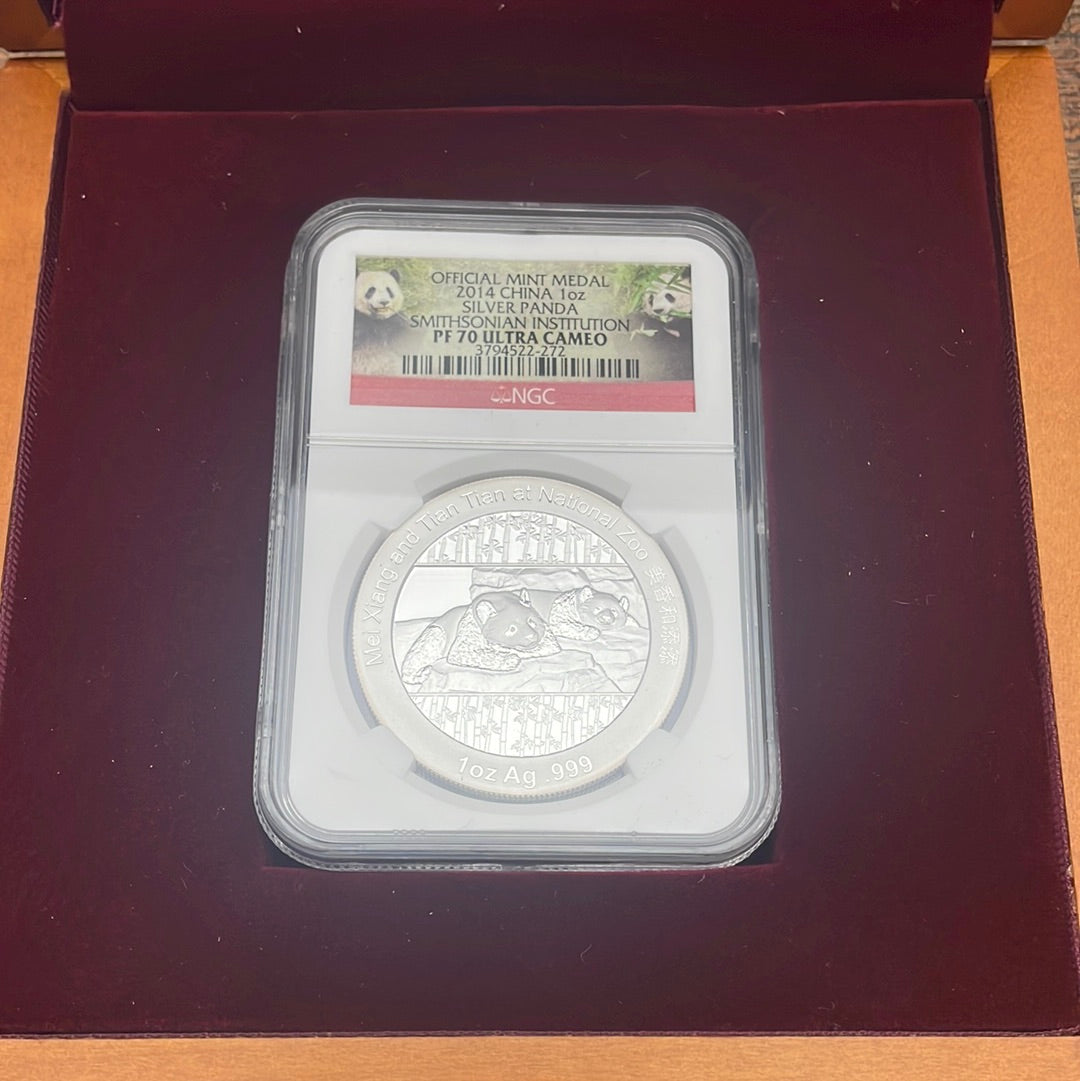 OFFICIAL MINT MEDAL
2014 CHINA 1oz
SILVER PANDA
SMITHSONIAN INSTITUTION
PF 70 ULTRA CAMEO
3794522-272
NGC
Mei Xiang and Tian Tian at National Zoo 美香和添添
1oz Ag .999